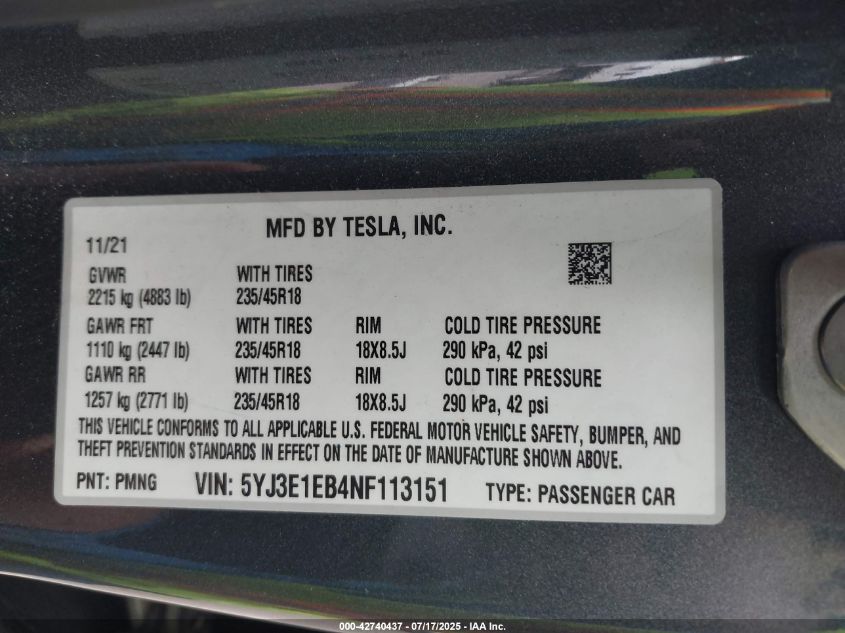 MFD BY TESLA, INC.
11/21
GVWR WITH TIRES
2215 kg (4883 lb) 235/45R18
GAWR FRT WITH TIRES RIM COLD TIRE PRESSURE
1110 kg (2447 lb) 235/45R18 18X8.5J 290 kPa, 42 psi
GAWR RR WITH TIRES RIM COLD TIRE PRESSURE
1257 kg (2771 lb) 235/45R18 18X8.5J 290 kPa, 42 psi
THIS VEHICLE CONFORMS TO ALL APPLICABLE U.S. FEDERAL MOTOR VEHICLE SAFETY, BUMPER, AND
THEFT PREVENTION STANDARDS IN EFFECT ON THE DATE OF MANUFACTURE SHOWN ABOVE.
PNT: PMNG VIN: 5YJ3E1EB4NF113151 TYPE: PASSENGER CAR
000-42740437 - 07/17/2025 - IAA Inc.